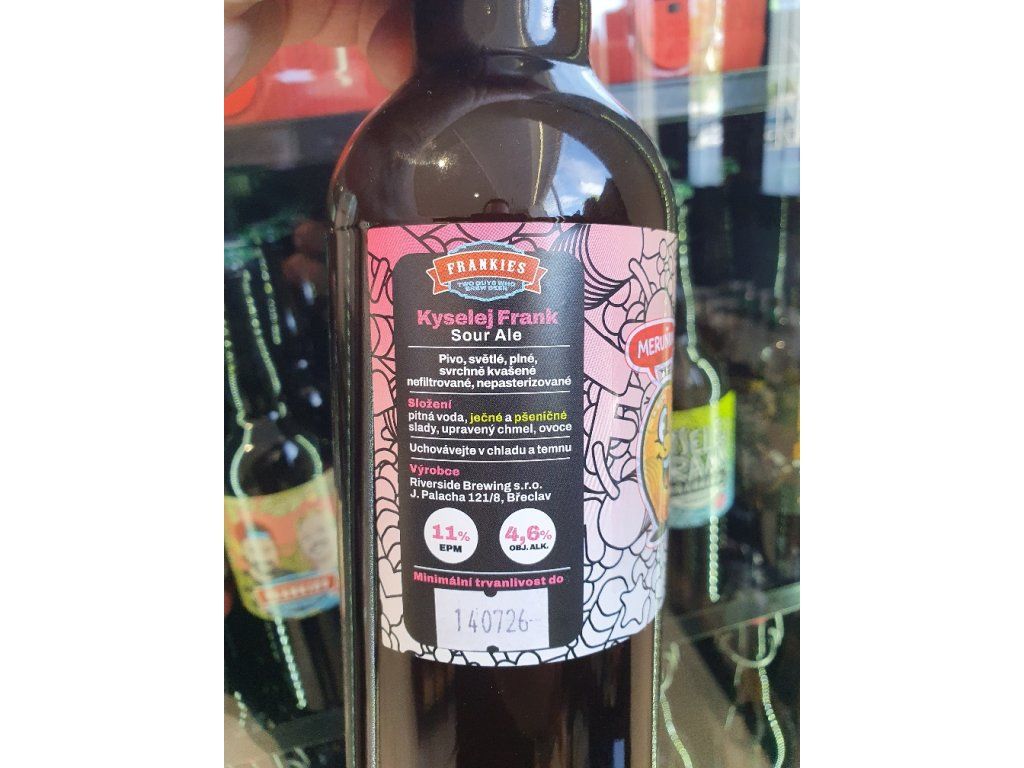 FRANKIES
TWO GUYS WHO
BREW BEER
Kyselej Frank
Sour Ale
Pivo, světlé, plné,
svrchně kvašené
nefiltrované, nepasterizované
Složení
pitná voda, ječné a pšeničné
slady, upravený chmel, ovoce
Uchovávejte v chladu a temnu
Výrobce
Riverside Brewing s.r.o.
J. Palacha 121/8, Břeclav
11%
EPM
4,6%
OBJ. ALK.
Minimální trvanlivost do
140726